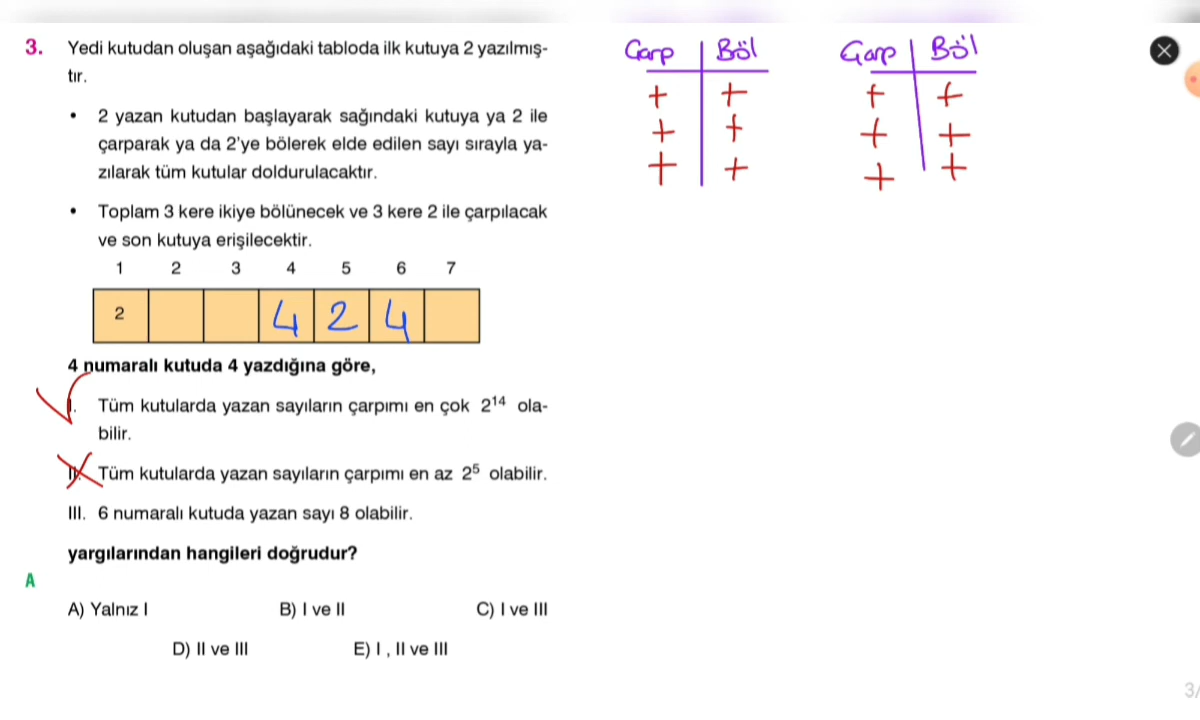 3. Yedi kutudan oluşan aşağıdaki tabloda ilk kutuya 2 yazılmış-
tır.
• 2 yazan kutudan başlayarak sağındaki kutuya ya 2 ile
çarparak ya da 2'ye bölerek elde edilen sayı sırayla ya-
zılarak tüm kutular doldurulacaktır.
• Toplam 3 kere ikiye bölünecek ve 3 kere 2 ile çarpılacak
ve son kutuya erişilecektir.
1 2 3 4 5 6 7
2 4 2 4
4 numaralı kutuda 4 yazdığına göre,
I. Tüm kutularda yazan sayıların çarpımı en çok 2¹⁴ ola-
bilir.
II. Tüm kutularda yazan sayıların çarpımı en az 2⁵ olabilir.
III. 6 numaralı kutuda yazan sayı 8 olabilir.
yargılarından hangileri doğrudur?
A
A) Yalnız I B) I ve II C) I ve III
D) II ve III E) I , II ve III
Çarp Böl
+ +
+ +
+ +
Çarp Böl
+ +
+ +
+ +
3/